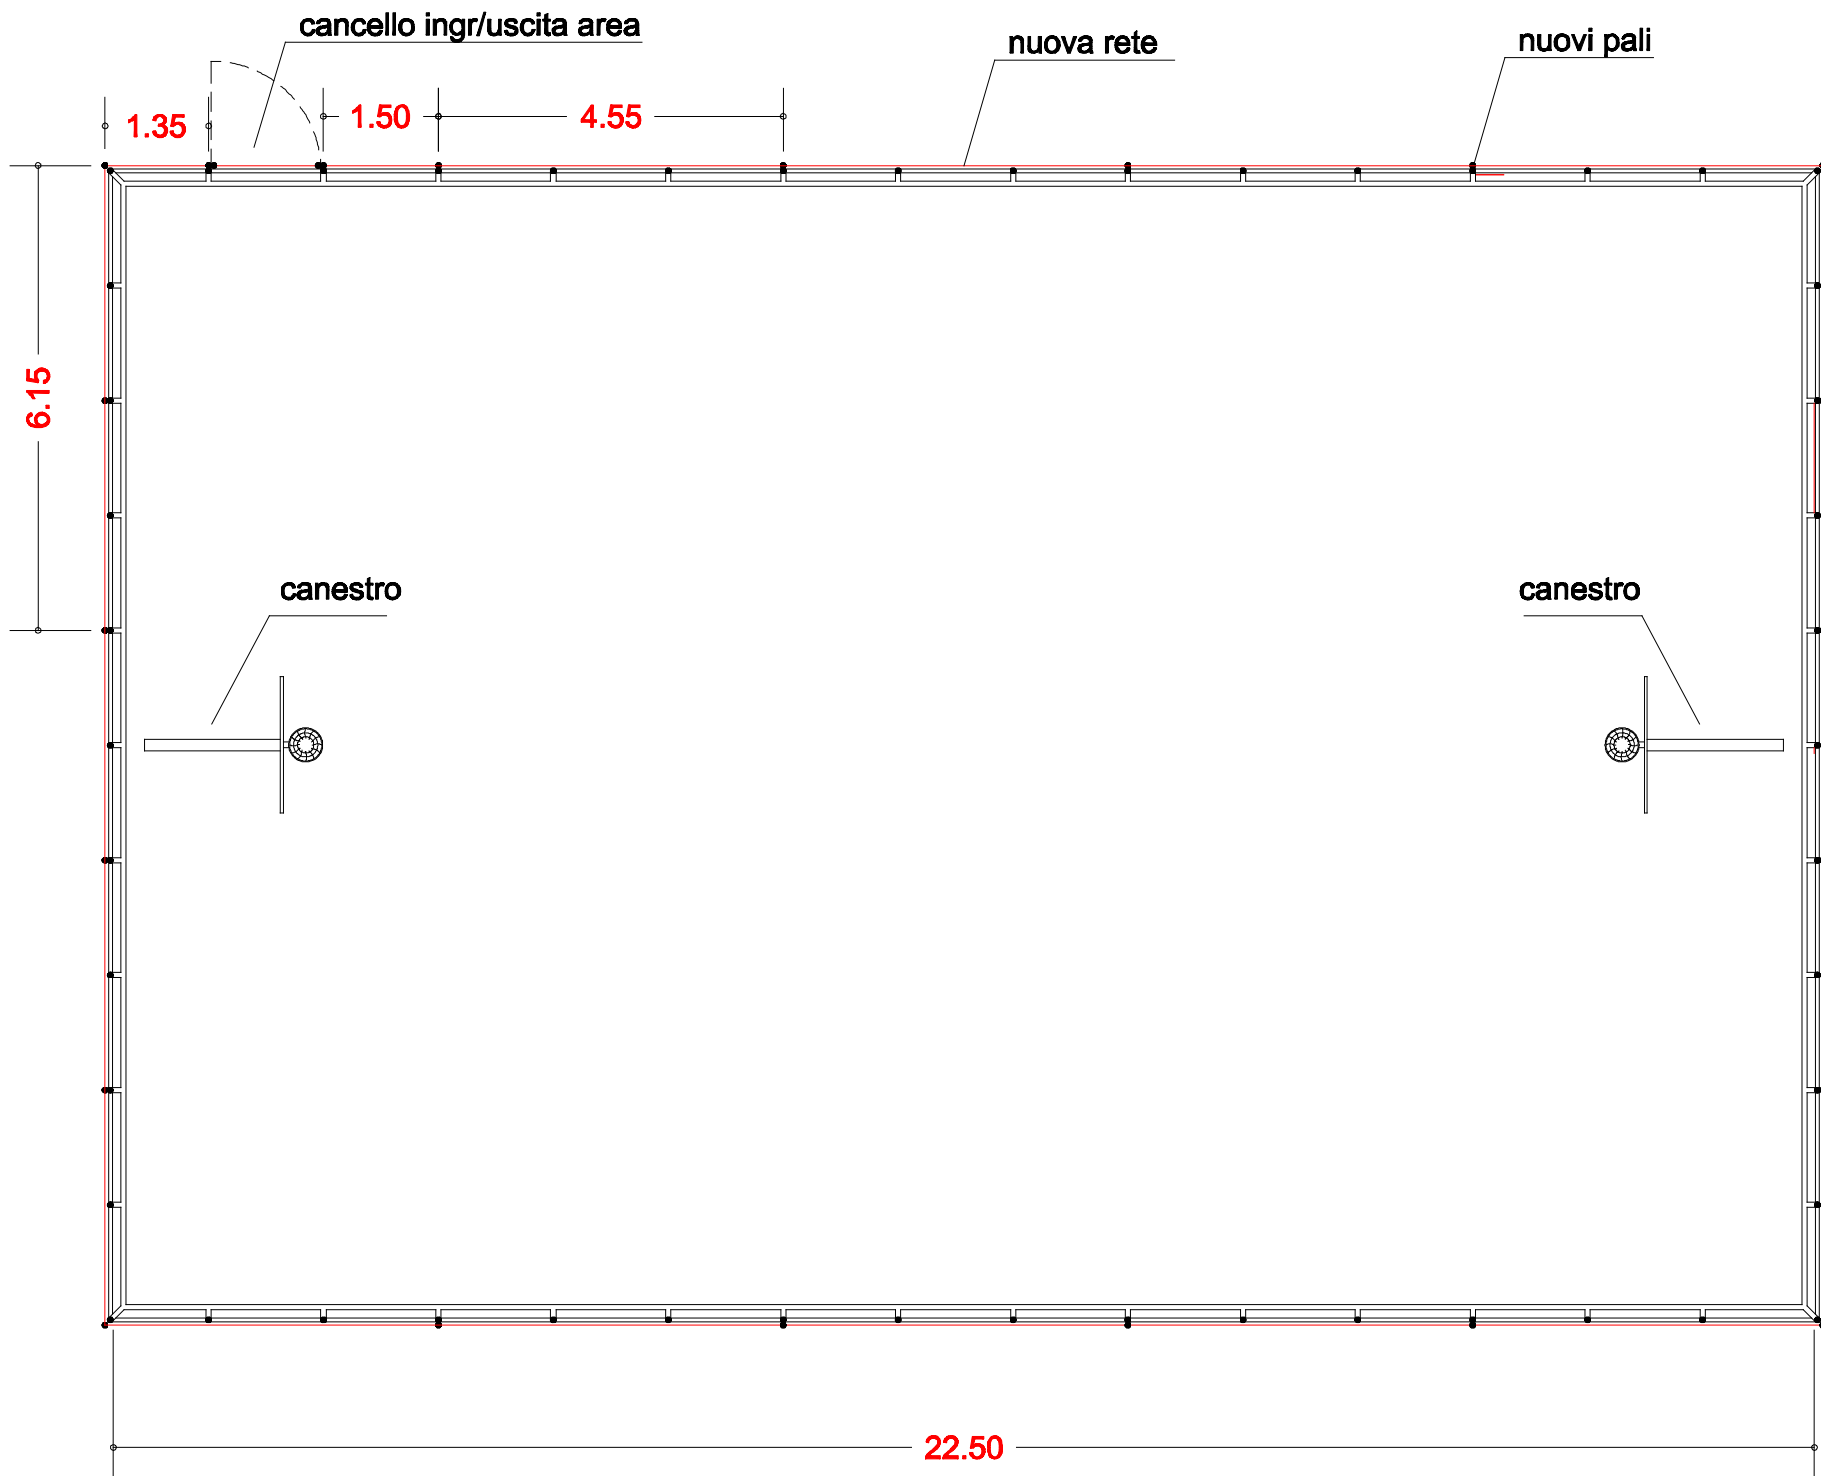 cancello ingr/uscita area
nuova rete
nuovi pali
1.35
1.50
4.55
6.15
canestro
canestro
22.50